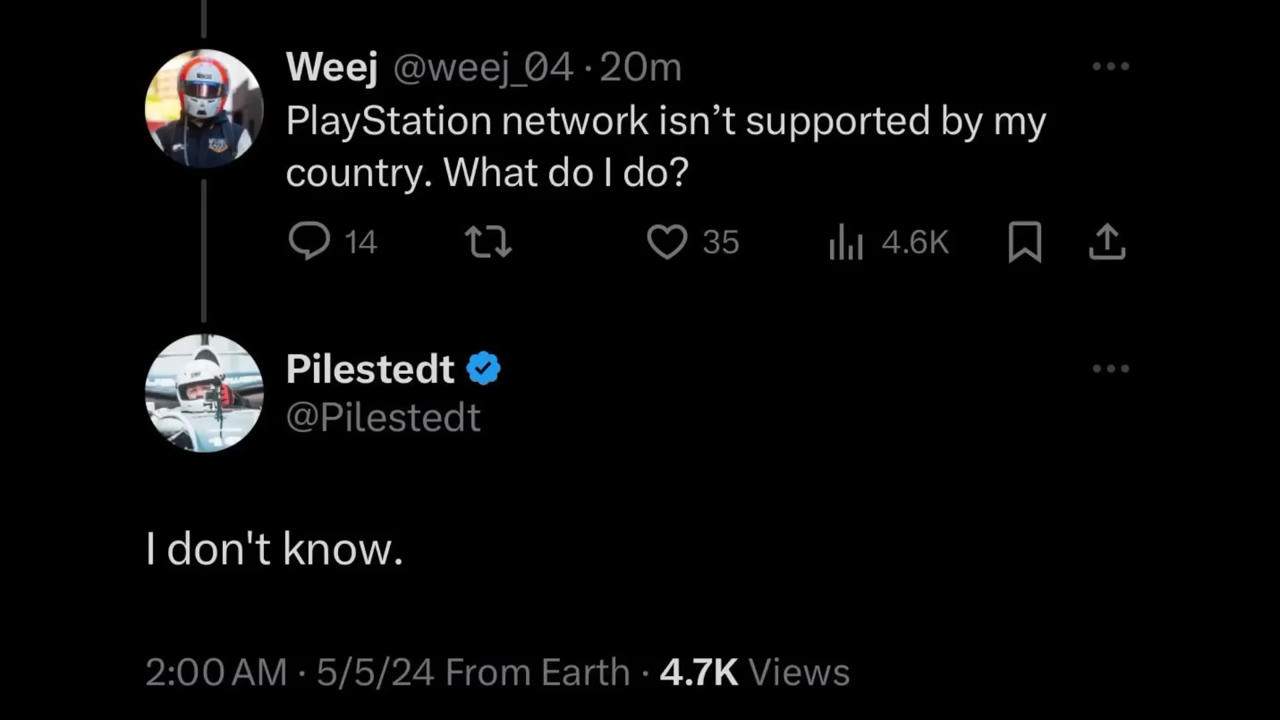 Weej @weej_04 · 20m
PlayStation network isn’t supported by my
country. What do I do?
14 35 4.6K
Pilestedt
@Pilestedt
I don't know.
2:00 AM · 5/5/24 From Earth · 4.7K Views